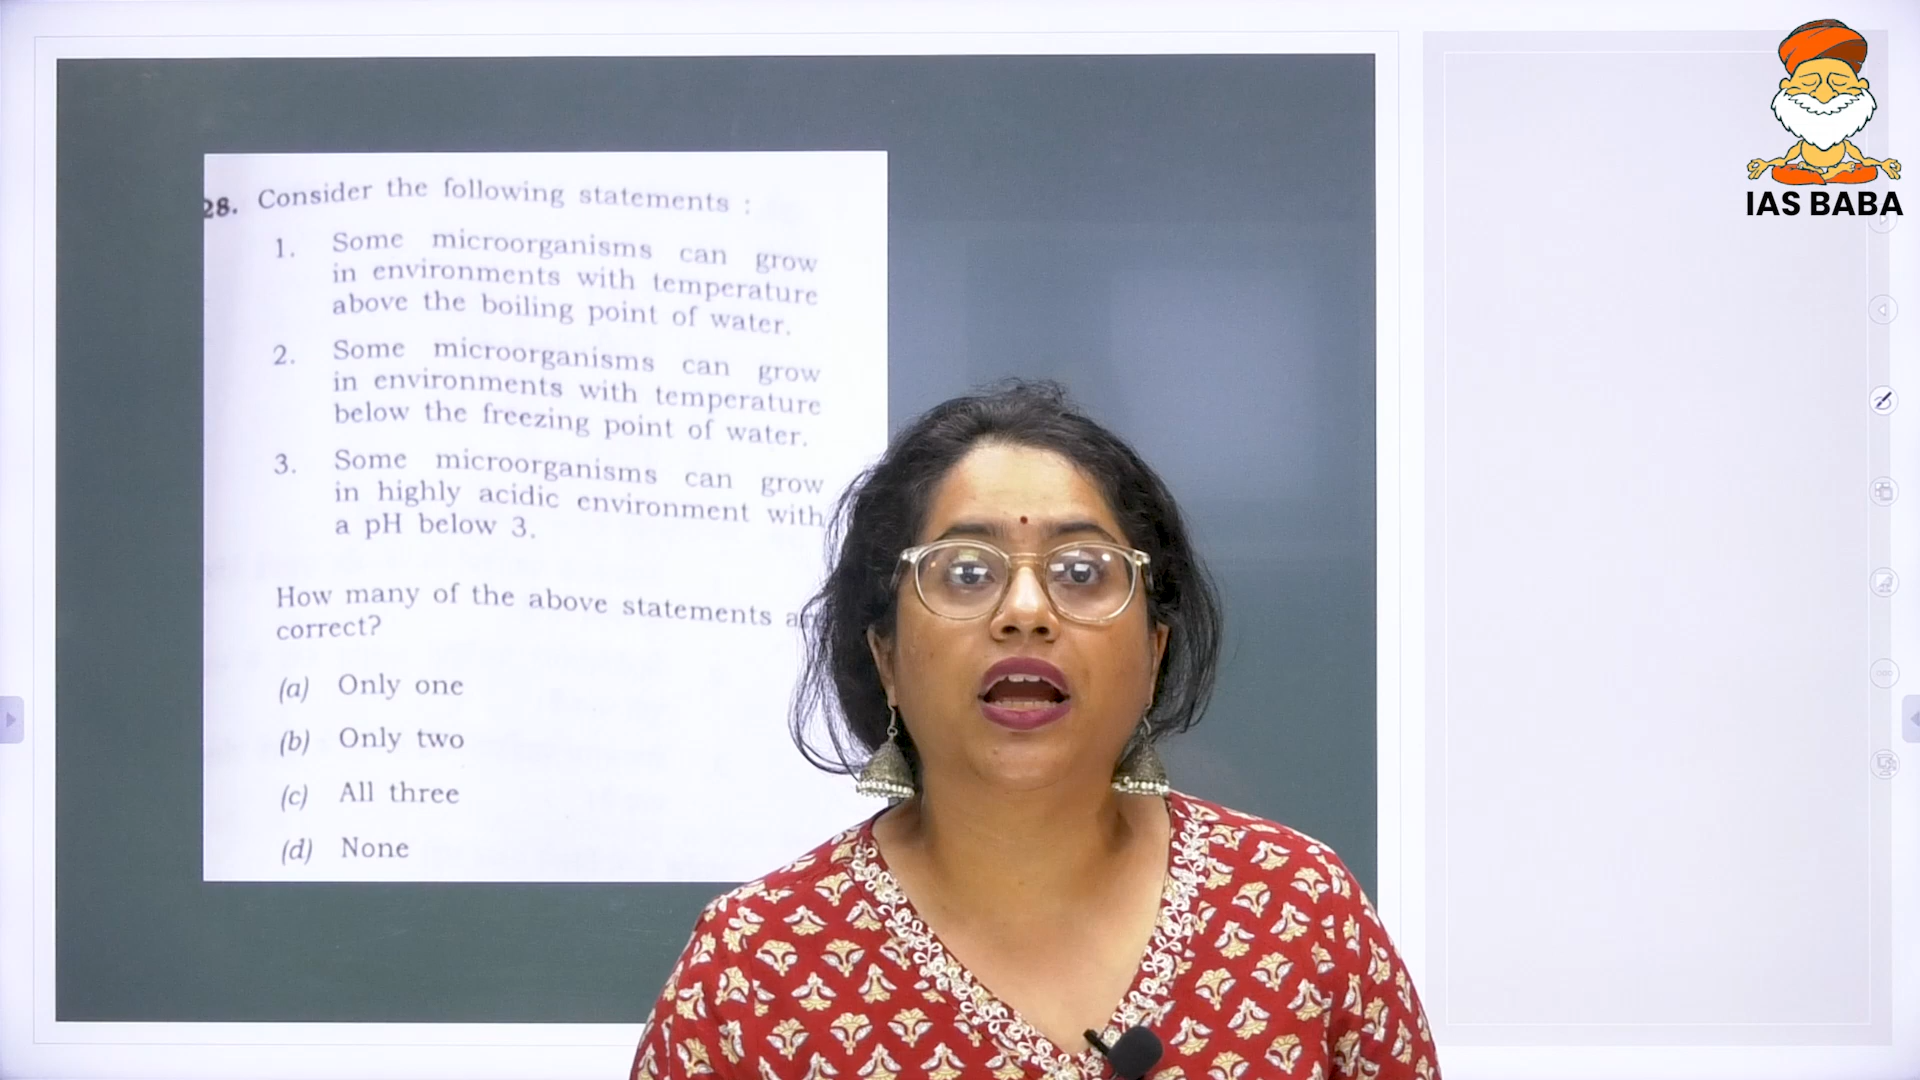 IAS BABA
28. Consider the following statements :
1. Some microorganisms can grow
in environments with temperature
above the boiling point of water.
2. Some microorganisms can grow
in environments with temperature
below the freezing point of water.
3. Some microorganisms can grow
in highly acidic environment with
a pH below 3.
How many of the above statements
correct?
(a) Only one
(b) Only two
(c) All three
(d) None